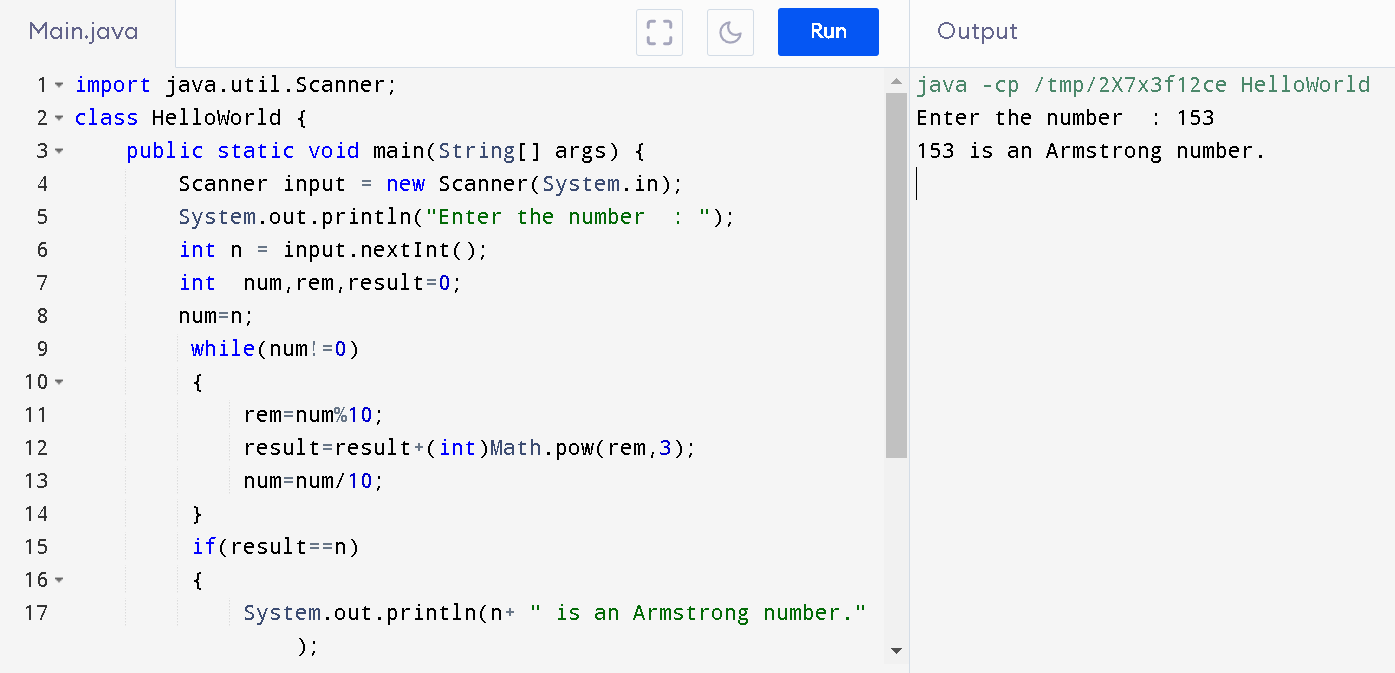 Main.java
Run
Output
1 import java.util.Scanner;
2 class HelloWorld {
3 public static void main(String[] args) {
4 Scanner input = new Scanner(System.in);
5 System.out.println("Enter the number  : ");
6 int n = input.nextInt();
7 int  num,rem,result=0;
8 num=n;
9 while(num!=0)
10 {
11 rem=num%10;
12 result=result+(int)Math.pow(rem,3);
13 num=num/10;
14 }
15 if(result==n)
16 {
17 System.out.println(n+ " is an Armstrong number."
);
java -cp /tmp/2X7x3f12ce HelloWorld
Enter the number  : 153
153 is an Armstrong number.